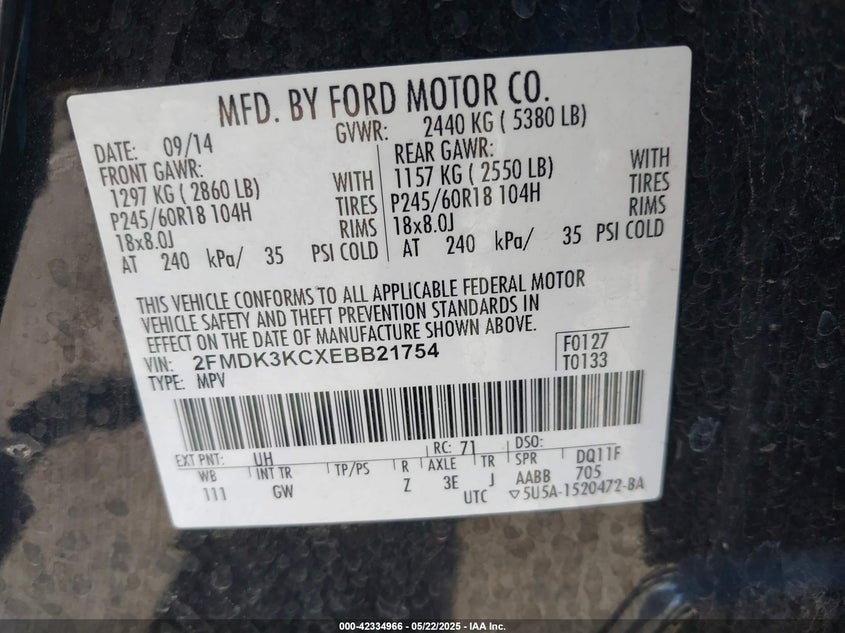 MFD. BY FORD MOTOR CO.
DATE: 09/14 GVWR: 2440 KG ( 5380 LB)
FRONT GAWR: REAR GAWR:
1297 KG ( 2860 LB) WITH 1157 KG ( 2550 LB) WITH
P245/60R18 104H TIRES P245/60R18 104H TIRES
18x8.0J RIMS 18x8.0J RIMS
AT 240 kPa/ 35 PSI COLD AT 240 kPa/ 35 PSI COLD
THIS VEHICLE CONFORMS TO ALL APPLICABLE FEDERAL MOTOR
VEHICLE SAFETY AND THEFT PREVENTION STANDARDS IN
EFFECT ON THE DATE OF MANUFACTURE SHOWN ABOVE.
VIN: 2FMDK3KCXEBB21754 F0127
TYPE: MPV T0133
EXT PNT: UH RC: 71 DSO:
WB INT TR TP/PS R AXLE TR SPR DQ11F
111 GW Z 3E J AABB 705
UTC ▽5U5A-1520472-BA
000-42334966 - 05/22/2025 - IAA Inc.